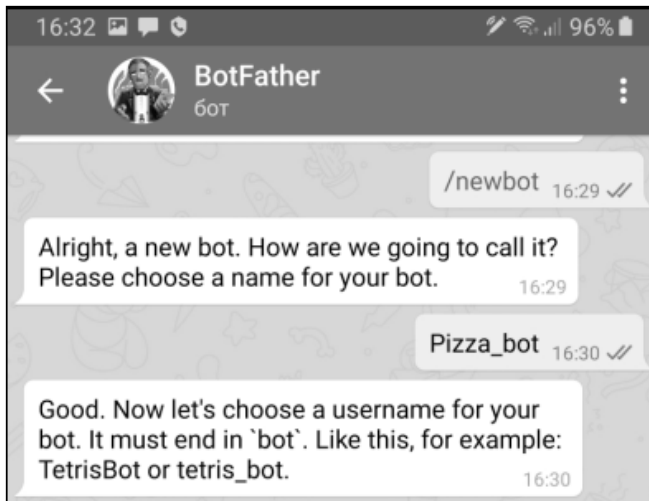 16:32
96%
BotFather
бот
/newbot 16:29
Alright, a new bot. How are we going to call it?
Please choose a name for your bot.
16:29
Pizza_bot 16:30
Good. Now let's choose a username for your
bot. It must end in `bot`. Like this, for example:
TetrisBot or tetris_bot.
16:30